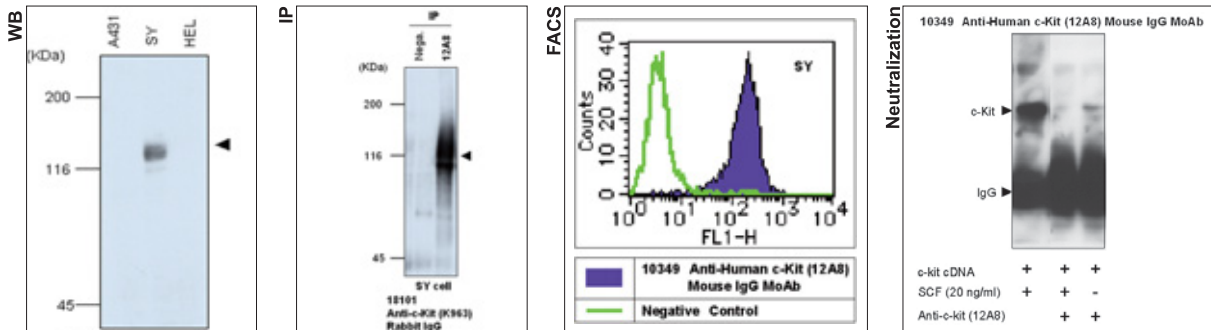 WB
A431
SY
HEL
(KDa)
200
116
45
IP
IP
Nega.
12A8
(KDa)
200
116
45
SY cell
18101
Anti-c-Kit (K963)
Rabbit IgG
FACS
SY
Counts
40
30
20
10
0
10⁰ 10¹ 10² 10³ 10⁴
FL1-H
10349 Anti-Human c-Kit (12A8)
Mouse IgG MoAb
Negative Control
Neutralization
10349 Anti-Human c-Kit (12A8) Mouse IgG MoAb
c-Kit
IgG
c-kit cDNA + + +
SCF (20 ng/ml) + + -
Anti-c-kit (12A8) + +